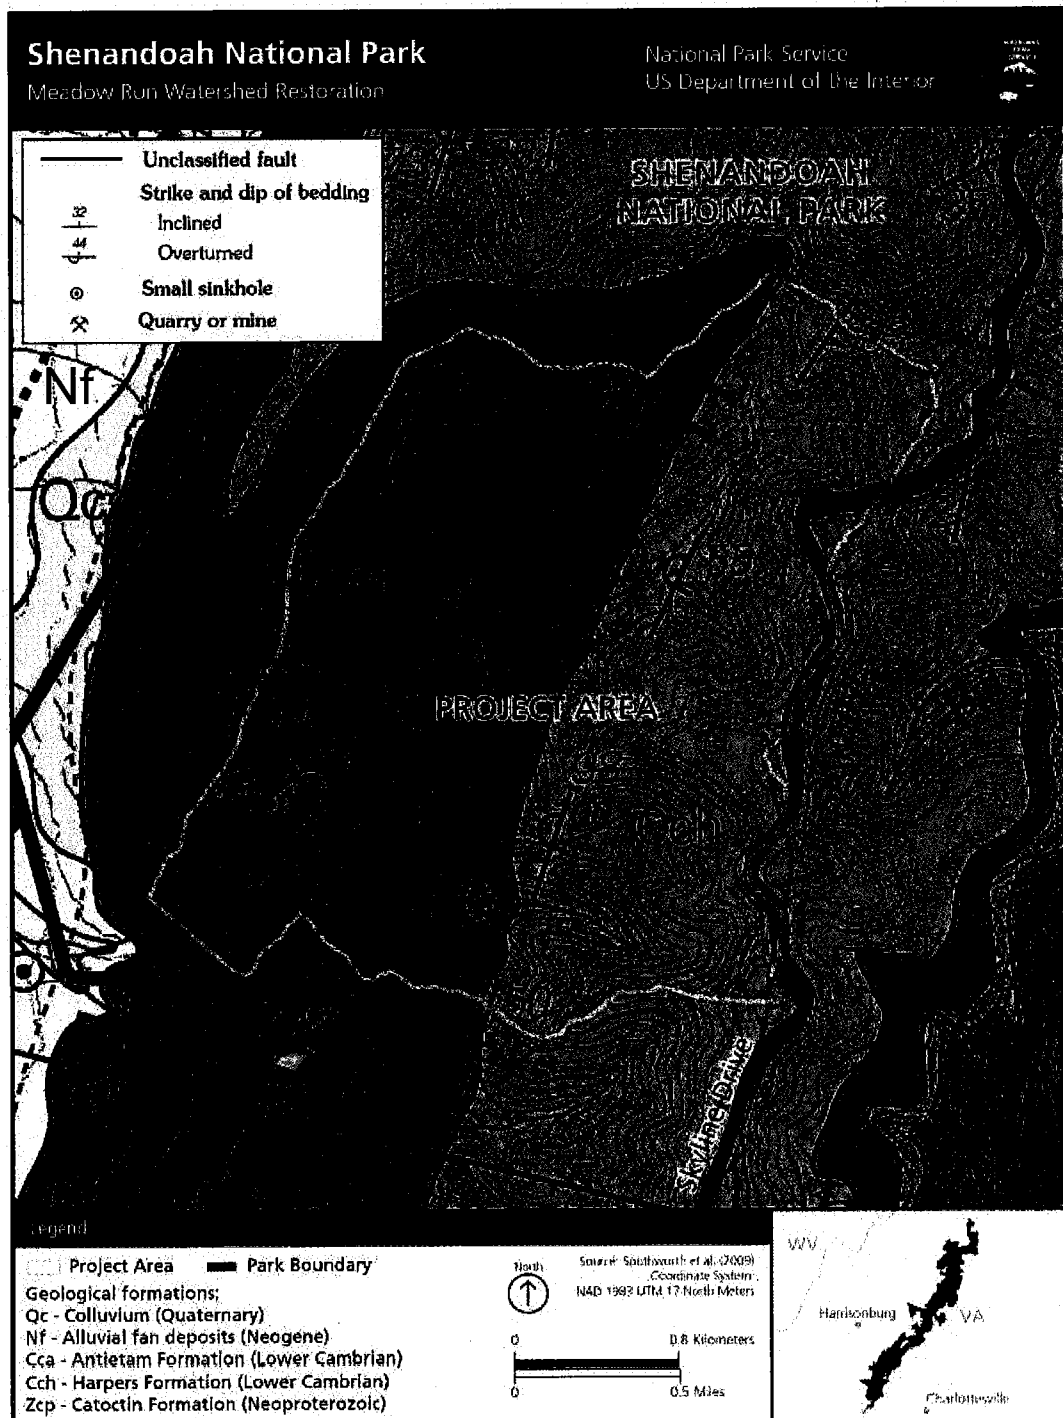 Shenandoah National Park
Meadow Run Watershed Restoration
National Park Service
US Department of the Interior
Unclassified fault
Strike and dip of bedding
32
Inclined
44
Overturned
Small sinkhole
Quarry or mine
SHENANDOAH
NATIONAL PARK
Nf
Qc
PROJECT AREA
Cch
Skyline Drive
Legend
Project Area
Park Boundary
Geological formations:
Qc - Colluvium (Quaternary)
Nf - Alluvial fan deposits (Neogene)
Cca - Antietam Formation (Lower Cambrian)
Cch - Harpers Formation (Lower Cambrian)
Zcp - Catoctin Formation (Neoproterozoic)
North
Source: Southworth et al. (2009)
Coordinate System:
NAD 1983 UTM 17 North Meters
0 0.8 Kilometers
0 0.5 Miles
WV
Harrisonburg
VA
Charlottesville